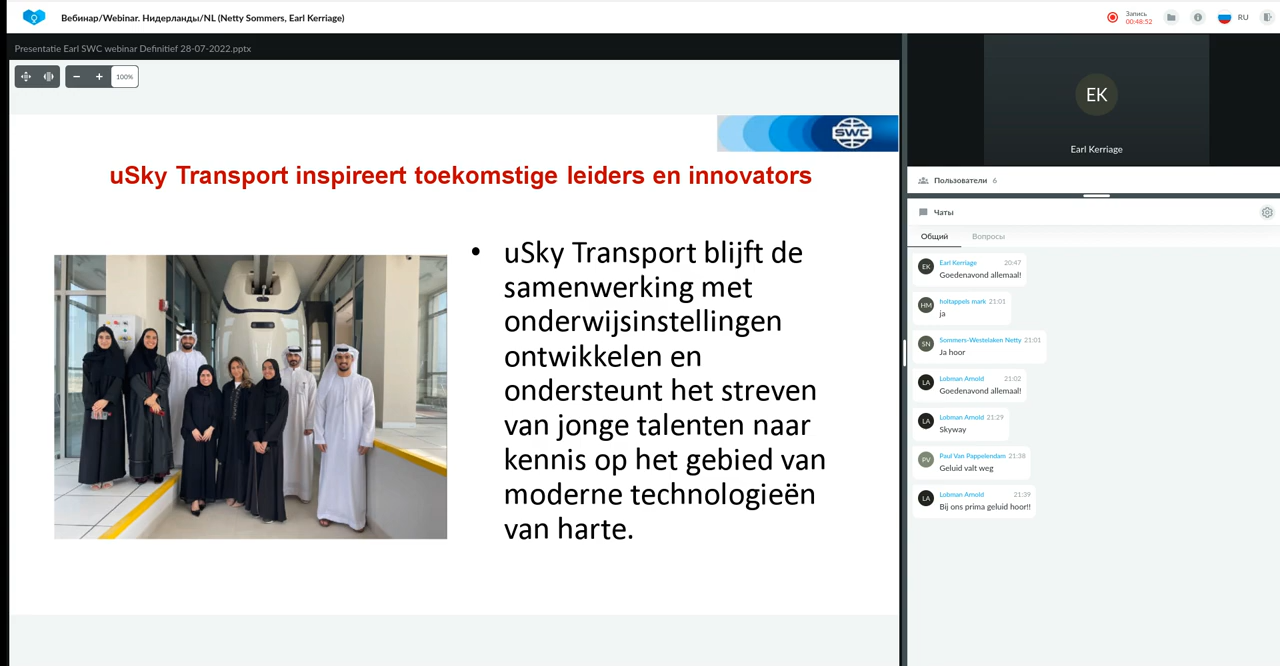 Вебинар/Webinar. Нидерланды/NL (Netty Sommers, Earl Kerriage)
Запись
00:48:52
RU
Presentatie Earl SWC webinar Definitief 28-07-2022.pptx
100%
SWC
uSky Transport inspireert toekomstige leiders en innovators
• uSky Transport blijft de
samenwerking met
onderwijsinstellingen
ontwikkelen en
ondersteunt het streven
van jonge talenten naar
kennis op het gebied van
moderne technologieën
van harte.
EK
Earl Kerriage
Пользователи 6
Чаты
Общий
Вопросы
EK
Earl Kerriage 20:47
Goedenavond allemaal!
HM
holtappels mark 21:01
ja
SN
Sommers-Westelaken Netty 21:01
Ja hoor
LA
Lobman Arnold 21:02
Goedenavond allemaal!
LA
Lobman Arnold 21:29
Skyway
PV
Paul Van Pappelendam 21:38
Geluid valt weg
LA
Lobman Arnold 21:39
Bij ons prima geluid hoor!!